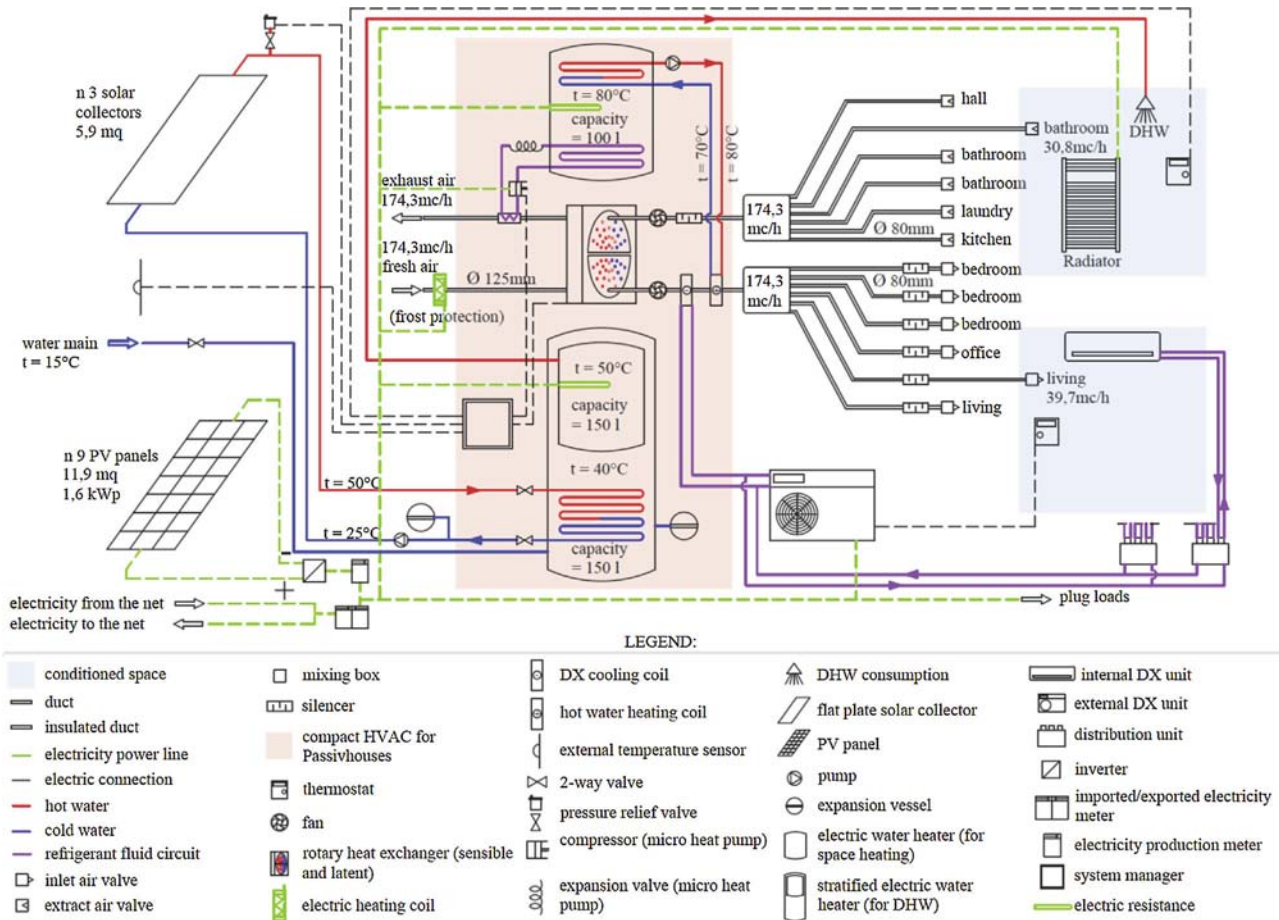 n 3 solar
collectors
5,9 mq
t = 80°C
capacity
= 100 l
t = 70°C
t = 80°C
exhaust air
174,3mc/h
174,3mc/h
fresh air
Ø 125mm
(frost protection)
174,3
mc/h
174,3
mc/h
hall
bathroom
30,8mc/h
bathroom
bathroom
laundry
Ø 80mm
kitchen
bedroom
Ø 80mm
bedroom
bedroom
office
living
39,7mc/h
living
DHW
Radiator
water main
t = 15°C
t = 50°C
capacity
= 150 l
t = 40°C
capacity
= 150 l
n 9 PV panels
11,9 mq
1,6 kWp
t = 50°C
t = 25°C
-
+
electricity from the net
electricity to the net
plug loads
LEGEND:
conditioned space
duct
insulated duct
electricity power line
electric connection
hot water
cold water
refrigerant fluid circuit
inlet air valve
extract air valve
mixing box
silencer
compact HVAC for
Passivhouses
thermostat
fan
rotary heat exchanger (sensible
and latent)
electric heating coil
DX cooling coil
hot water heating coil
external temperature sensor
2-way valve
pressure relief valve
compressor (micro heat pump)
expansion valve (micro heat
pump)
DHW consumption
flat plate solar collector
PV panel
pump
expansion vessel
electric water heater (for
space heating)
stratified electric water
heater (for DHW)
internal DX unit
external DX unit
distribution unit
inverter
imported/exported electricity
meter
electricity production meter
system manager
electric resistance